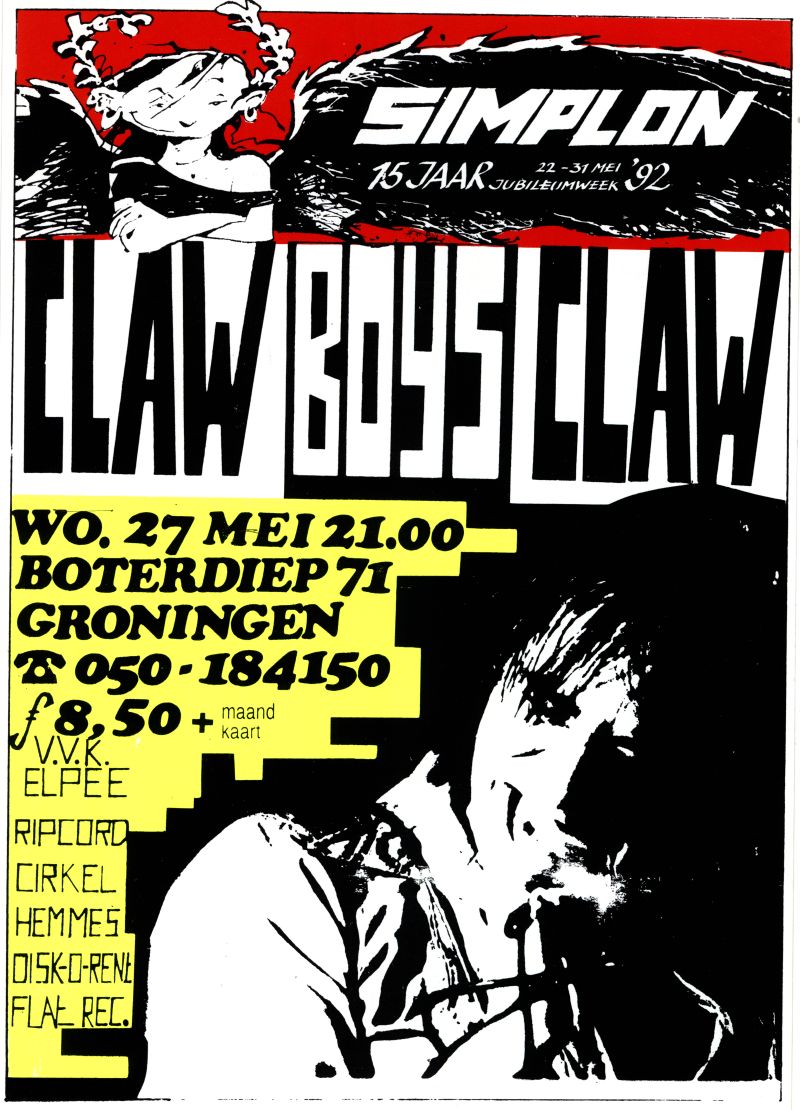 SIMPLON
15 JAAR 22-31 MEI JUBILEUMWEEK '92
CLAW BOYS CLAW
WO. 27 MEI 21.00
BOTERDIEP 71
GRONINGEN
☎ 050-184150
ƒ 8,50 + maand kaart
V.V.K.
ELPEE
RIPCORD
CIRKEL
HEMMES
DISK-O-RENt
FLAt REC.